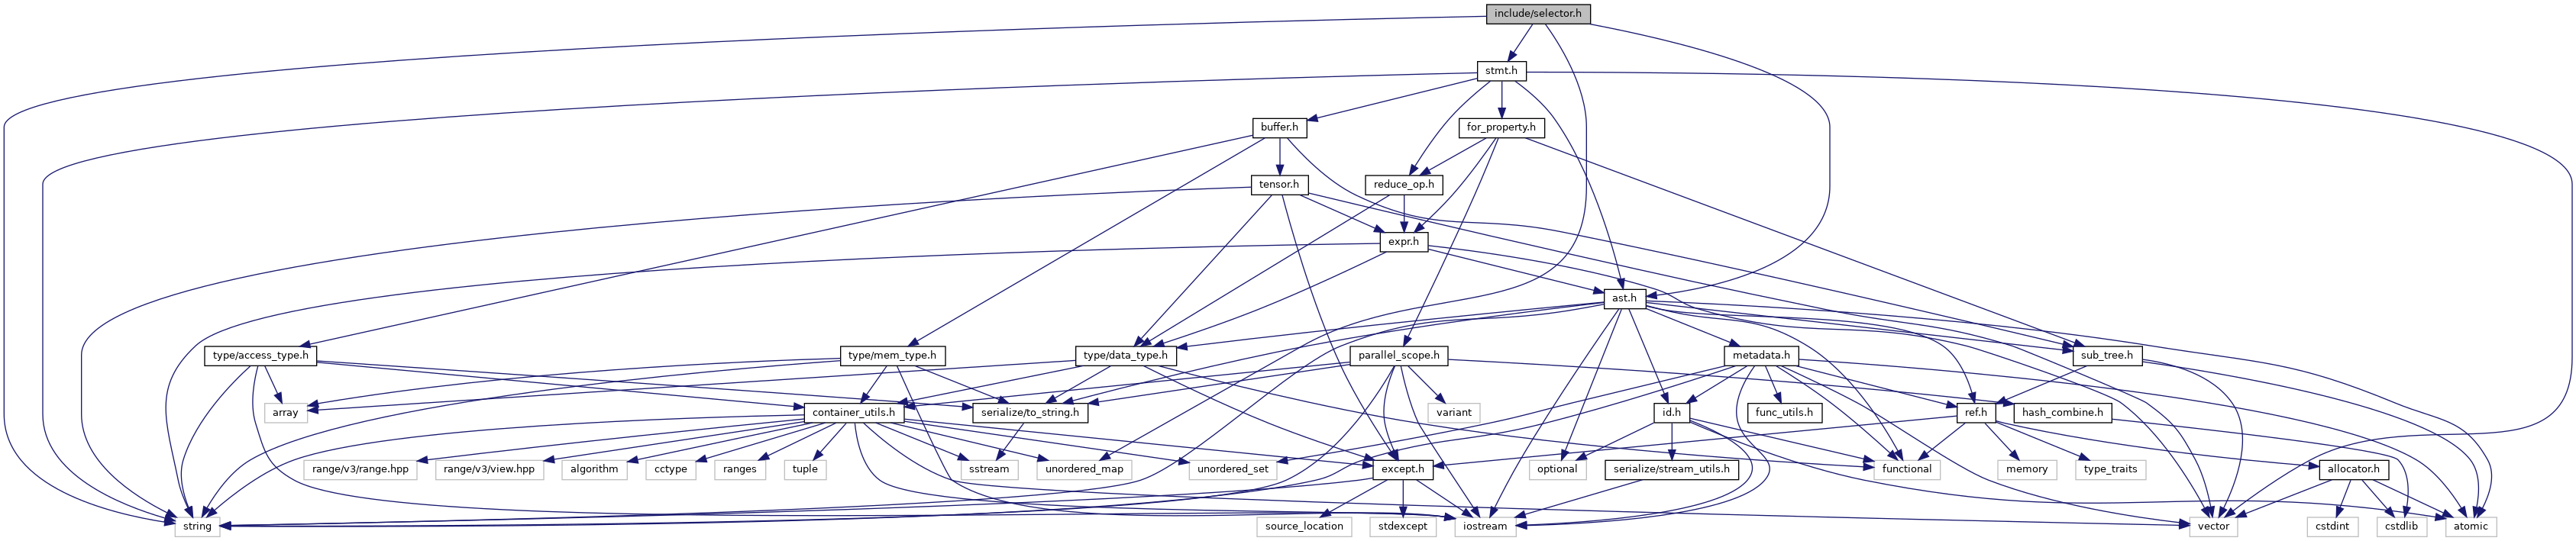 include/selector.h
stmt.h
buffer.h
for_property.h
tensor.h
reduce_op.h
expr.h
ast.h
type/access_type.h
type/mem_type.h
type/data_type.h
parallel_scope.h
metadata.h
sub_tree.h
array
container_utils.h
serialize/to_string.h
variant
id.h
func_utils.h
ref.h
hash_combine.h
range/v3/range.hpp
range/v3/view.hpp
algorithm
cctype
ranges
tuple
sstream
unordered_map
unordered_set
except.h
optional
serialize/stream_utils.h
functional
memory
type_traits
allocator.h
string
source_location
stdexcept
iostream
vector
cstdint
cstdlib
atomic